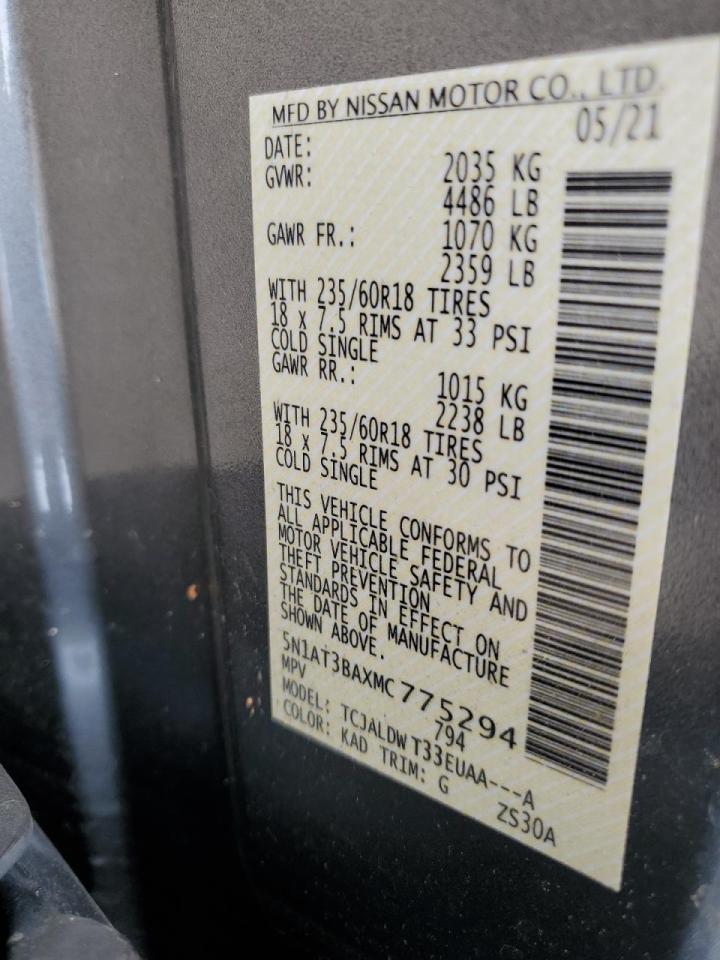 MFD BY NISSAN MOTOR CO., LTD.
DATE: 05/21
GVWR: 2035 KG
4486 LB
GAWR FR.: 1070 KG
2359 LB
WITH 235/60R18 TIRES
18 x 7.5 RIMS AT 33 PSI
COLD SINGLE
GAWR RR.: 1015 KG
2238 LB
WITH 235/60R18 TIRES
18 x 7.5 RIMS AT 30 PSI
COLD SINGLE
THIS VEHICLE CONFORMS TO
ALL APPLICABLE FEDERAL
MOTOR VEHICLE SAFETY AND
THEFT PREVENTION
STANDARDS IN EFFECT ON
THE DATE OF MANUFACTURE
SHOWN ABOVE.
5N1AT3BAXMC775294
MPV 794
MODEL: TCJALDWT33EUAA---A
COLOR: KAD TRIM: G ZS30A